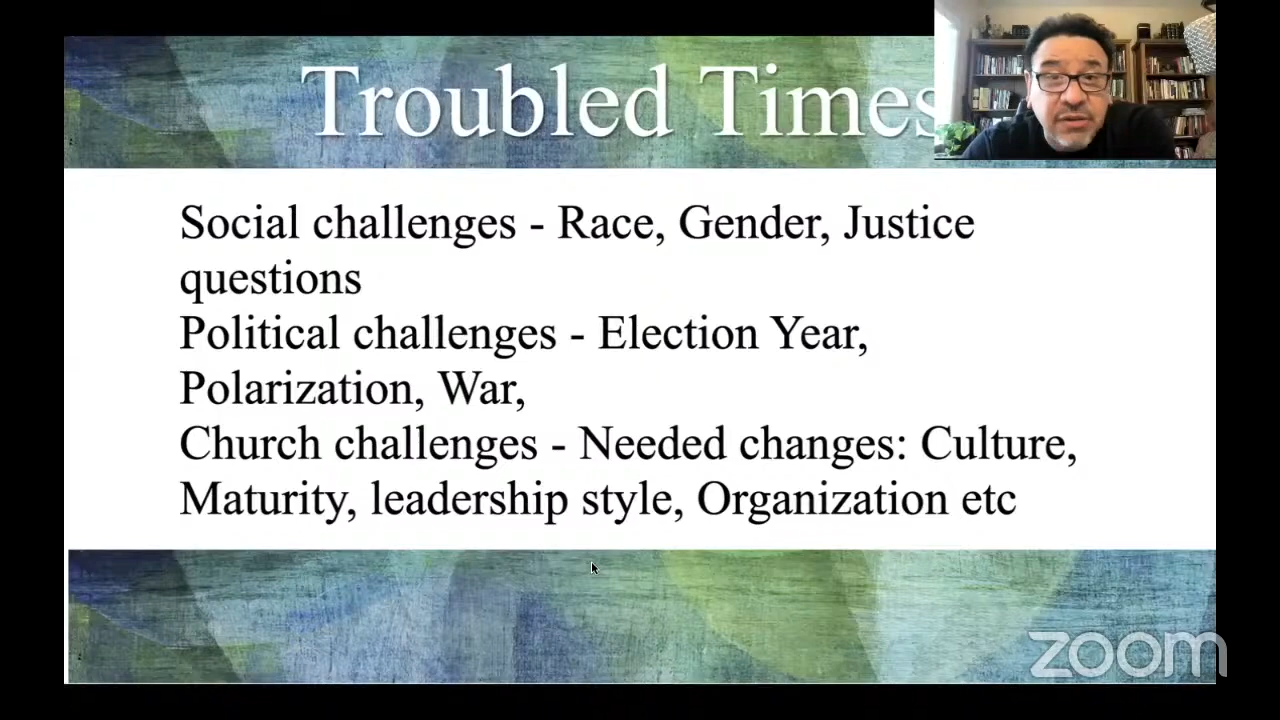 Troubled Times
Social challenges - Race, Gender, Justice
questions
Political challenges - Election Year,
Polarization, War,
Church challenges - Needed changes: Culture,
Maturity, leadership style, Organization etc
zoom